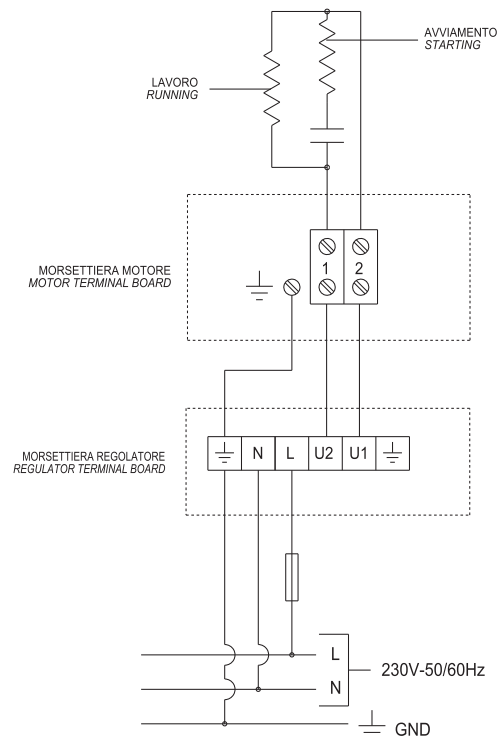 AVVIAMENTO
STARTING
LAVORO
RUNNING
1 2
MORSETTIERA MOTORE
MOTOR TERMINAL BOARD
N L U2 U1
MORSETTIERA REGOLATORE
REGULATOR TERMINAL BOARD
L
230V-50/60Hz
N
GND